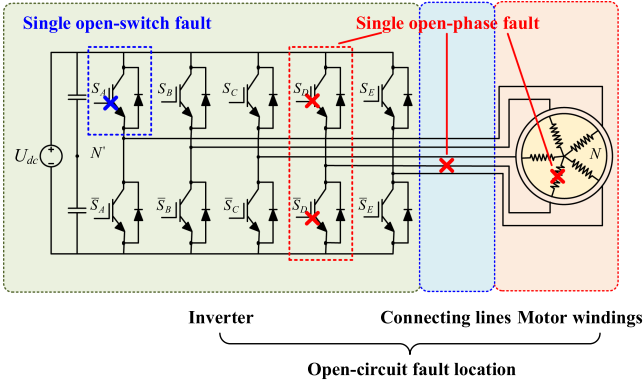 Single open-switch fault
Single open-phase fault
S_A
S_B
S_C
S_D
S_E
U_dc
N'
N
S̅_A
S̅_B
S̅_C
S̅_D
S̅_E
Inverter
Connecting lines
Motor windings
Open-circuit fault location